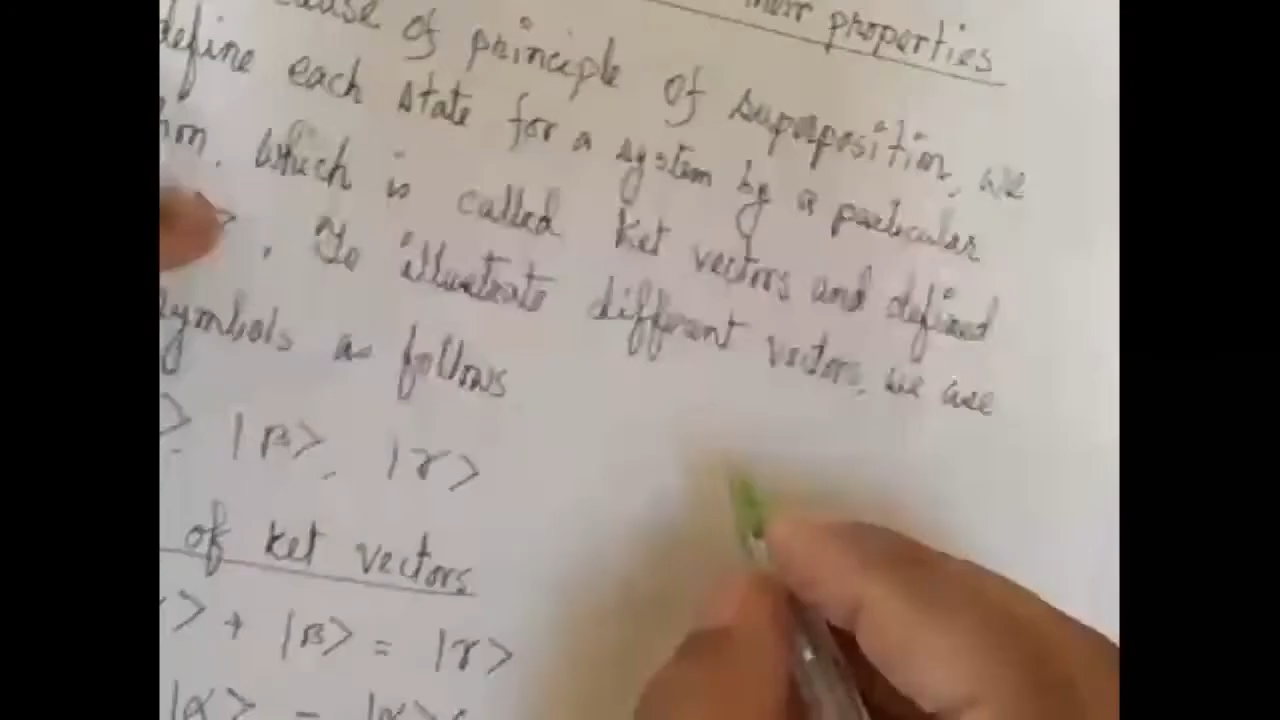 their properties
of principle of superposition, we
define each state for a system by a particular
which is called ket vectors and defined
> . To illustrate different vectors, we use
symbols as follows
>, |β>, |γ>
of ket vectors
> + |β> = |γ>
|α> - |α>